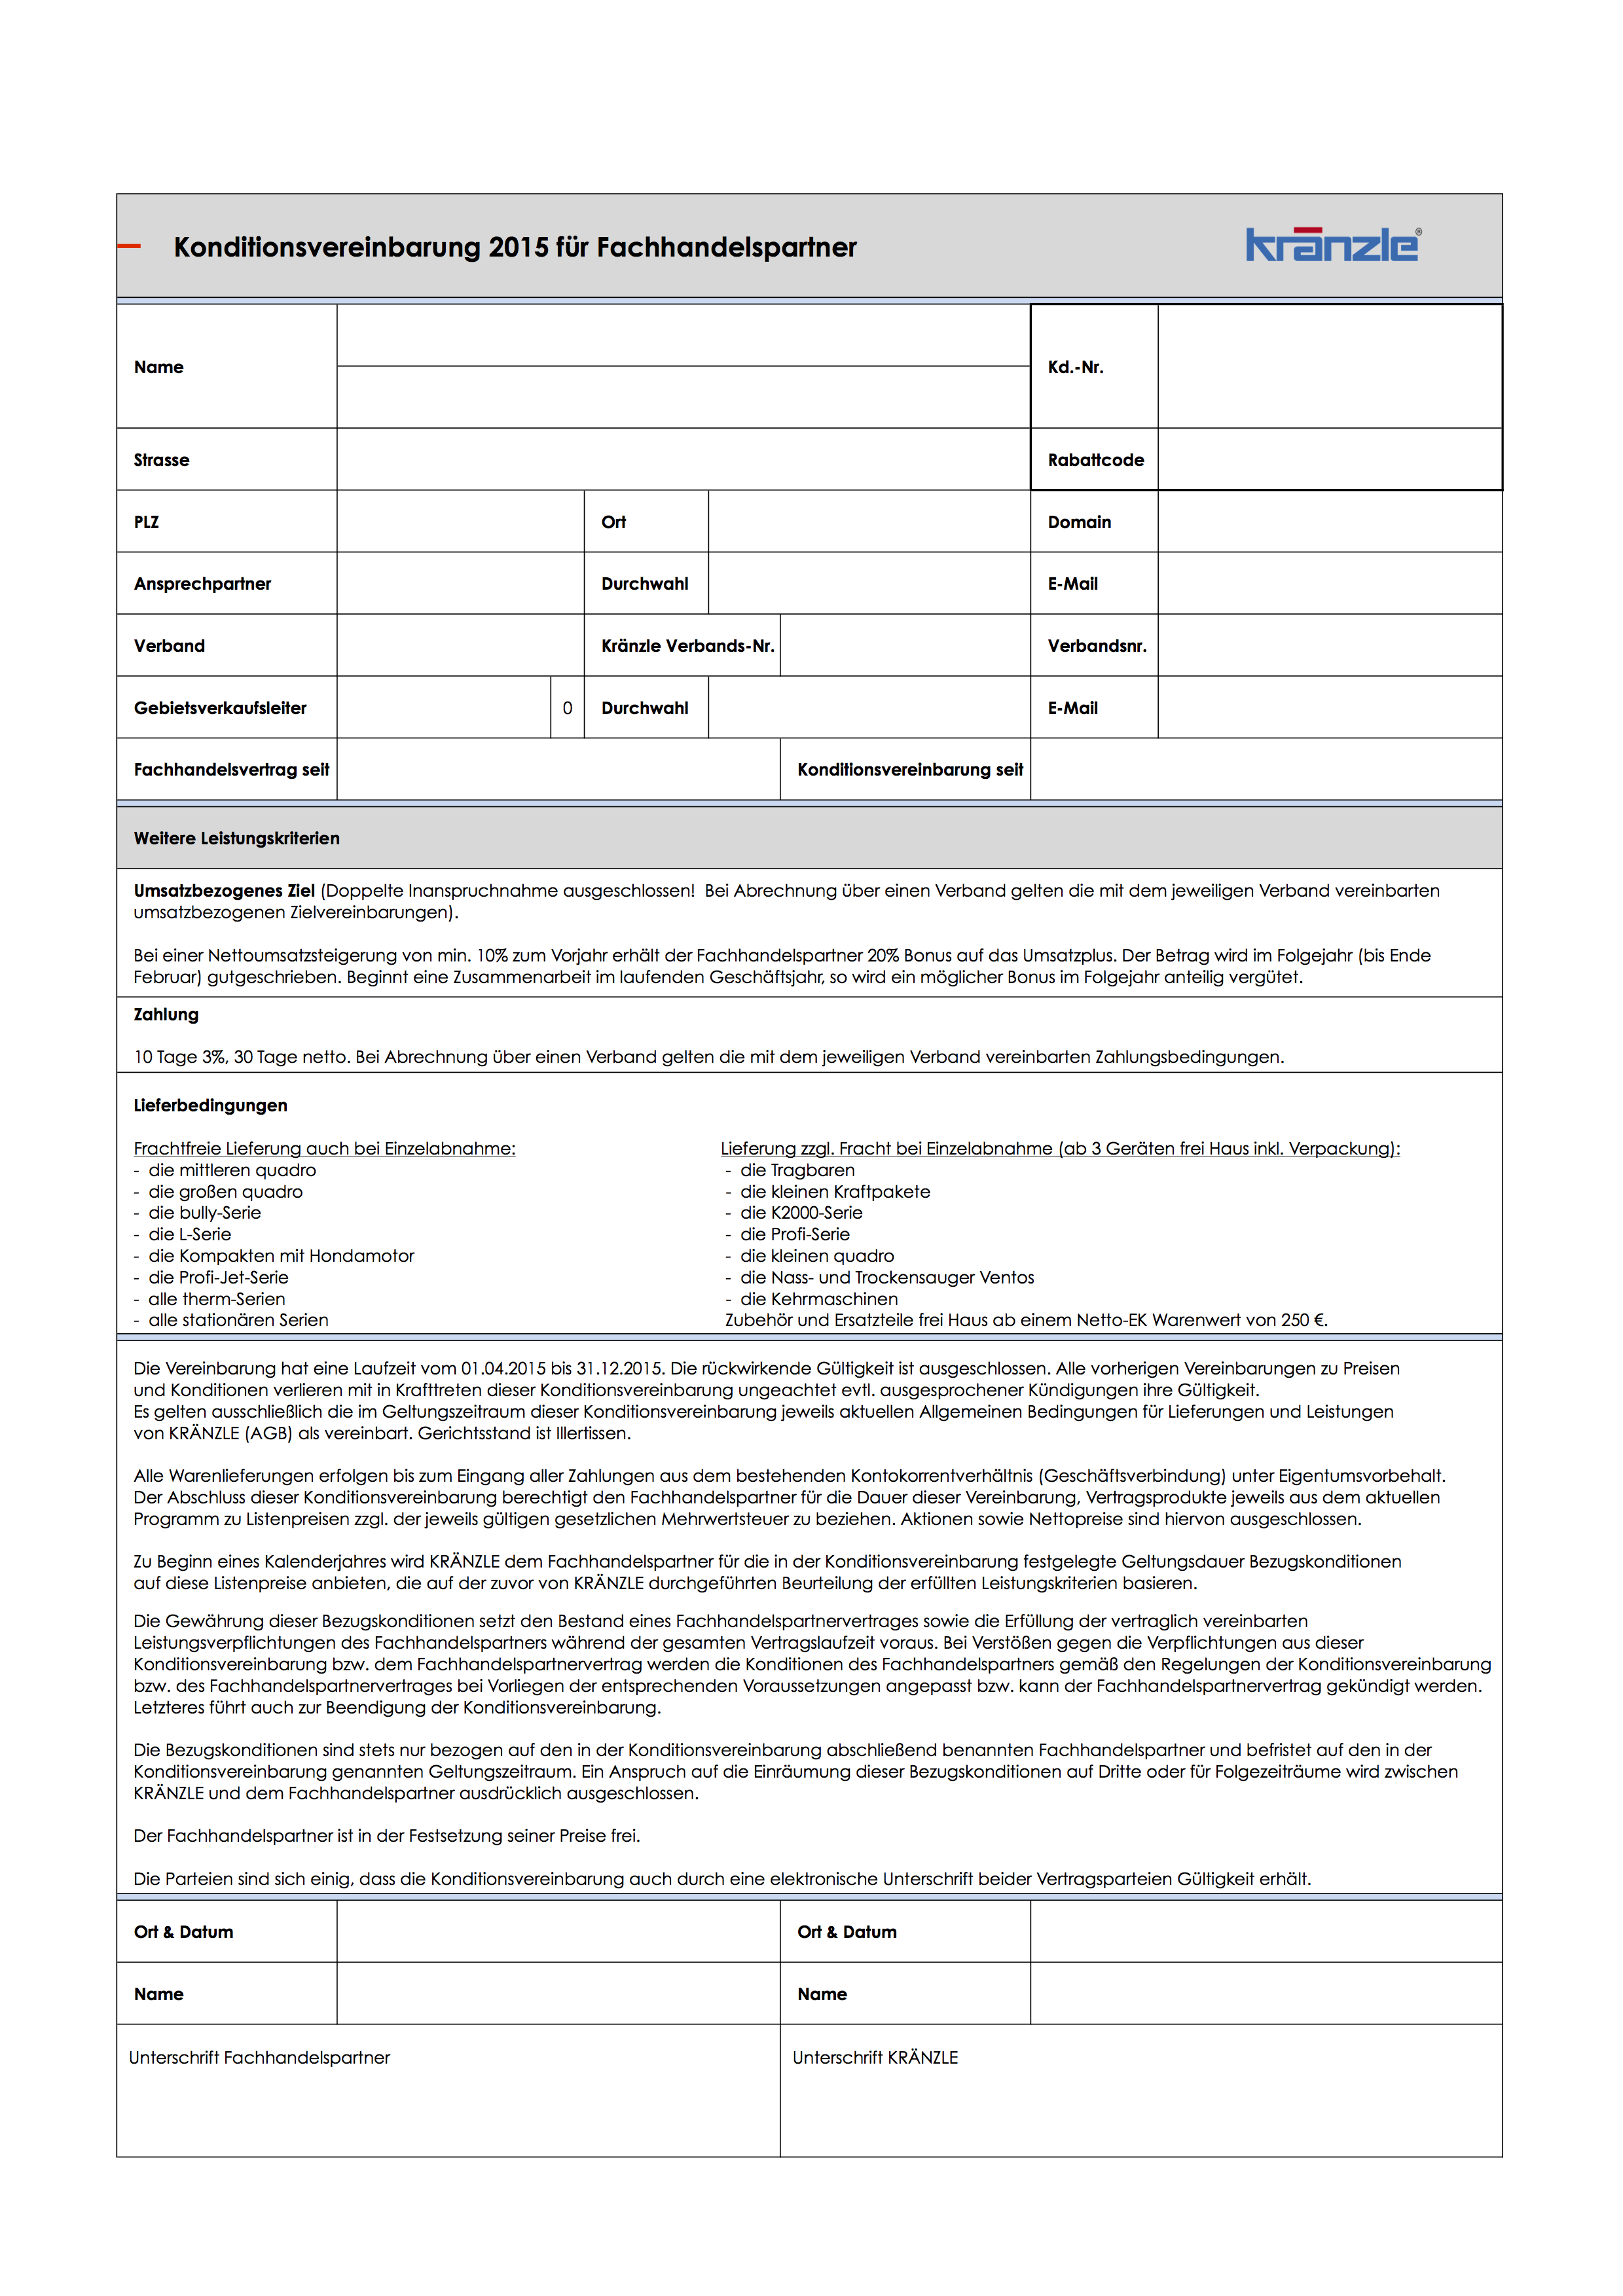 Konditionsvereinbarung 2015 für Fachhandelspartner
kränzle®
Name
Kd.-Nr.
Strasse
Rabattcode
PLZ
Ort
Domain
Ansprechpartner
Durchwahl
E-Mail
Verband
Kränzle Verbands-Nr.
Verbandsnr.
Gebietsverkaufsleiter
0
Durchwahl
E-Mail
Fachhandelsvertrag seit
Konditionsvereinbarung seit
Weitere Leistungskriterien
Umsatzbezogenes Ziel (Doppelte Inanspruchnahme ausgeschlossen!  Bei Abrechnung über einen Verband gelten die mit dem jeweiligen Verband vereinbarten
umsatzbezogenen Zielvereinbarungen).
Bei einer Nettoumsatzsteigerung von min. 10% zum Vorjahr erhält der Fachhandelspartner 20% Bonus auf das Umsatzplus. Der Betrag wird im Folgejahr (bis Ende
Februar) gutgeschrieben. Beginnt eine Zusammenarbeit im laufenden Geschäftsjahr, so wird ein möglicher Bonus im Folgejahr anteilig vergütet.
Zahlung
10 Tage 3%, 30 Tage netto. Bei Abrechnung über einen Verband gelten die mit dem jeweiligen Verband vereinbarten Zahlungsbedingungen.
Lieferbedingungen
Frachtfreie Lieferung auch bei Einzelabnahme:
- die mittleren quadro
- die großen quadro
- die bully-Serie
- die L-Serie
- die Kompakten mit Hondamotor
- die Profi-Jet-Serie
- alle therm-Serien
- alle stationären Serien
Lieferung zzgl. Fracht bei Einzelabnahme (ab 3 Geräten frei Haus inkl. Verpackung):
- die Tragbaren
- die kleinen Kraftpakete
- die K2000-Serie
- die Profi-Serie
- die kleinen quadro
- die Nass- und Trockensauger Ventos
- die Kehrmaschinen
Zubehör und Ersatzteile frei Haus ab einem Netto-EK Warenwert von 250 €.
Die Vereinbarung hat eine Laufzeit vom 01.04.2015 bis 31.12.2015. Die rückwirkende Gültigkeit ist ausgeschlossen. Alle vorherigen Vereinbarungen zu Preisen
und Konditionen verlieren mit in Krafttreten dieser Konditionsvereinbarung ungeachtet evtl. ausgesprochener Kündigungen ihre Gültigkeit.
Es gelten ausschließlich die im Geltungszeitraum dieser Konditionsvereinbarung jeweils aktuellen Allgemeinen Bedingungen für Lieferungen und Leistungen
von KRÄNZLE (AGB) als vereinbart. Gerichtsstand ist Illertissen.
Alle Warenlieferungen erfolgen bis zum Eingang aller Zahlungen aus dem bestehenden Kontokorrentverhältnis (Geschäftsverbindung) unter Eigentumsvorbehalt.
Der Abschluss dieser Konditionsvereinbarung berechtigt den Fachhandelspartner für die Dauer dieser Vereinbarung, Vertragsprodukte jeweils aus dem aktuellen
Programm zu Listenpreisen zzgl. der jeweils gültigen gesetzlichen Mehrwertsteuer zu beziehen. Aktionen sowie Nettopreise sind hiervon ausgeschlossen.
Zu Beginn eines Kalenderjahres wird KRÄNZLE dem Fachhandelspartner für die in der Konditionsvereinbarung festgelegte Geltungsdauer Bezugskonditionen
auf diese Listenpreise anbieten, die auf der zuvor von KRÄNZLE durchgeführten Beurteilung der erfüllten Leistungskriterien basieren.
Die Gewährung dieser Bezugskonditionen setzt den Bestand eines Fachhandelspartnervertrages sowie die Erfüllung der vertraglich vereinbarten
Leistungsverpflichtungen des Fachhandelspartners während der gesamten Vertragslaufzeit voraus. Bei Verstößen gegen die Verpflichtungen aus dieser
Konditionsvereinbarung bzw. dem Fachhandelspartnervertrag werden die Konditionen des Fachhandelspartners gemäß den Regelungen der Konditionsvereinbarung
bzw. des Fachhandelspartnervertrages bei Vorliegen der entsprechenden Voraussetzungen angepasst bzw. kann der Fachhandelspartnervertrag gekündigt werden.
Letzteres führt auch zur Beendigung der Konditionsvereinbarung.
Die Bezugskonditionen sind stets nur bezogen auf den in der Konditionsvereinbarung abschließend benannten Fachhandelspartner und befristet auf den in der
Konditionsvereinbarung genannten Geltungszeitraum. Ein Anspruch auf die Einräumung dieser Bezugskonditionen auf Dritte oder für Folgezeiträume wird zwischen
KRÄNZLE und dem Fachhandelspartner ausdrücklich ausgeschlossen.
Der Fachhandelspartner ist in der Festsetzung seiner Preise frei.
Die Parteien sind sich einig, dass die Konditionsvereinbarung auch durch eine elektronische Unterschrift beider Vertragsparteien Gültigkeit erhält.
Ort & Datum
Ort & Datum
Name
Name
Unterschrift Fachhandelspartner
Unterschrift KRÄNZLE